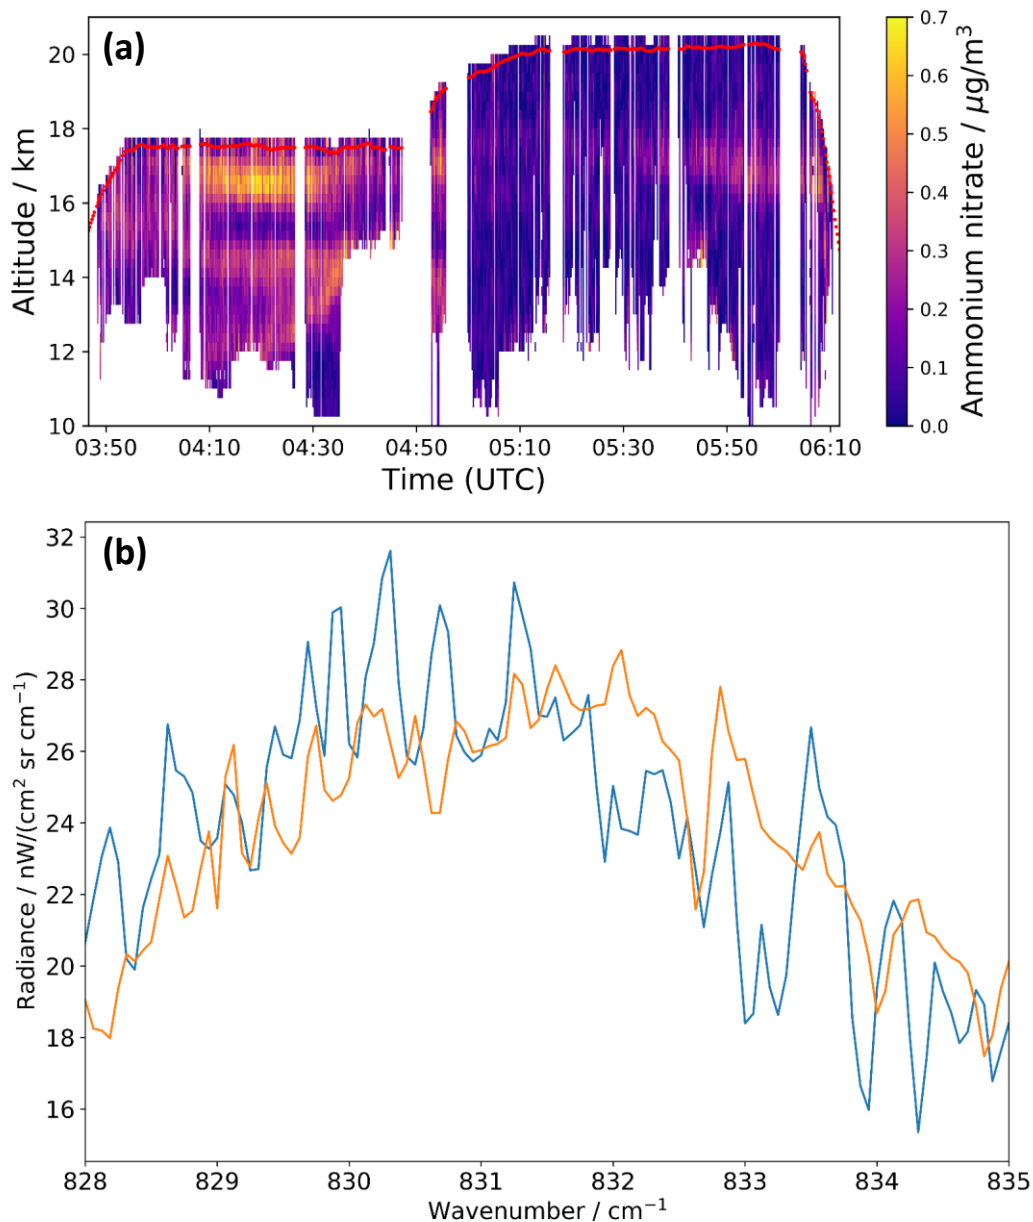 (a)
20
18
16
14
12
10
Altitude / km
03:50 04:10 04:30 04:50 05:10 05:30 05:50 06:10
Time (UTC)
0.7
0.6
0.5
0.4
0.3
0.2
0.1
0.0
Ammonium nitrate / μg/m³
(b)
32
30
28
26
24
22
20
18
16
Radiance / nW/(cm² sr cm⁻¹)
828 829 830 831 832 833 834 835
Wavenumber / cm⁻¹